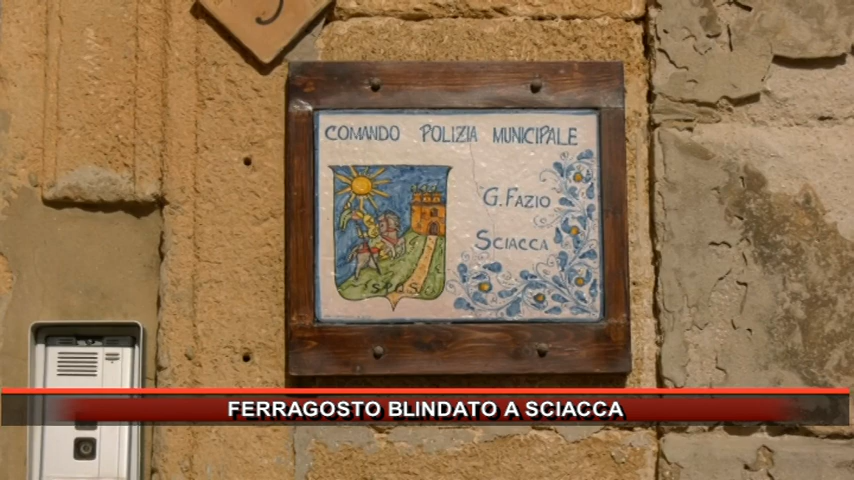 COMANDO POLIZIA MUNICIPALE
G. FAZIO
SCIACCA
S.P.Q.S.
FERRAGOSTO BLINDATO A SCIACCA